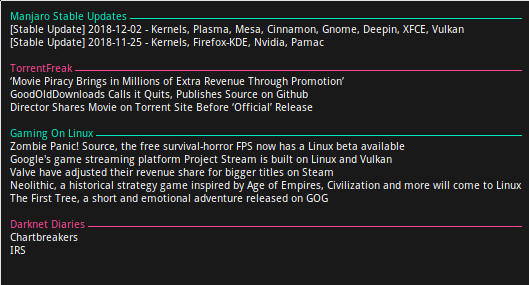 Manjaro Stable Updates
[Stable Update] 2018-12-02 - Kernels, Plasma, Mesa, Cinnamon, Gnome, Deepin, XFCE, Vulkan
[Stable Update] 2018-11-25 - Kernels, Firefox-KDE, Nvidia, Pamac
TorrentFreak
‘Movie Piracy Brings in Millions of Extra Revenue Through Promotion’
GoodOldDownloads Calls it Quits, Publishes Source on Github
Director Shares Movie on Torrent Site Before ‘Official’ Release
Gaming On Linux
Zombie Panic! Source, the free survival-horror FPS now has a Linux beta available
Google's game streaming platform Project Stream is built on Linux and Vulkan
Valve have adjusted their revenue share for bigger titles on Steam
Neolithic, a historical strategy game inspired by Age of Empires, Civilization and more will come to Linux
The First Tree, a short and emotional adventure released on GOG
Darknet Diaries
Chartbreakers
IRS